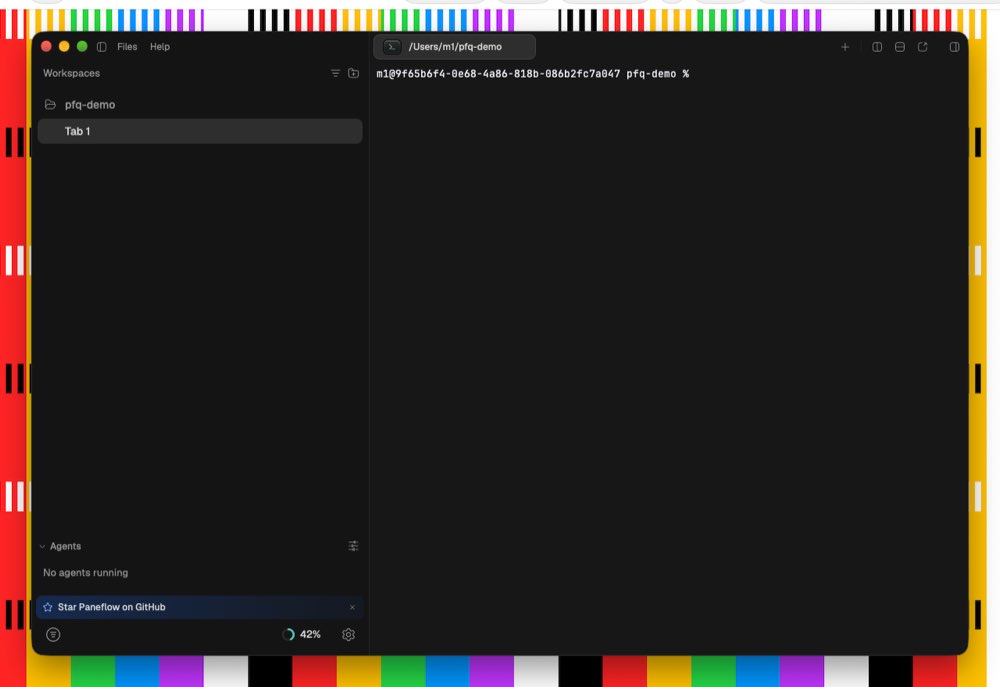 Files Help
/Users/m1/pfq-demo
Workspaces
m1@9f65b6f4-0e68-4a86-818b-086b2fc7a047 pfq-demo %
pfq-demo
Tab 1
Agents
No agents running
Star Paneflow on GitHub
42%